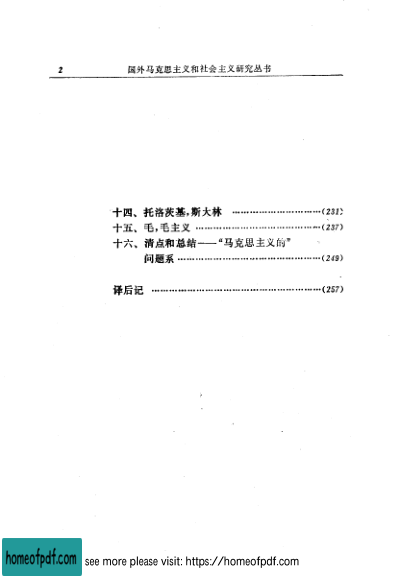 2
国外马克思主义和社会主义研究丛书
十四、托洛茨基，斯大林 …………………………(231)
十五、毛，毛主义 ……………………………………(237)
十六、清点和总结——“马克思主义的”
问题系 …………………………………………(249)
译后记 ………………………………………………(257)
homeofpdf.com
see more please visit: https://homeofpdf.com